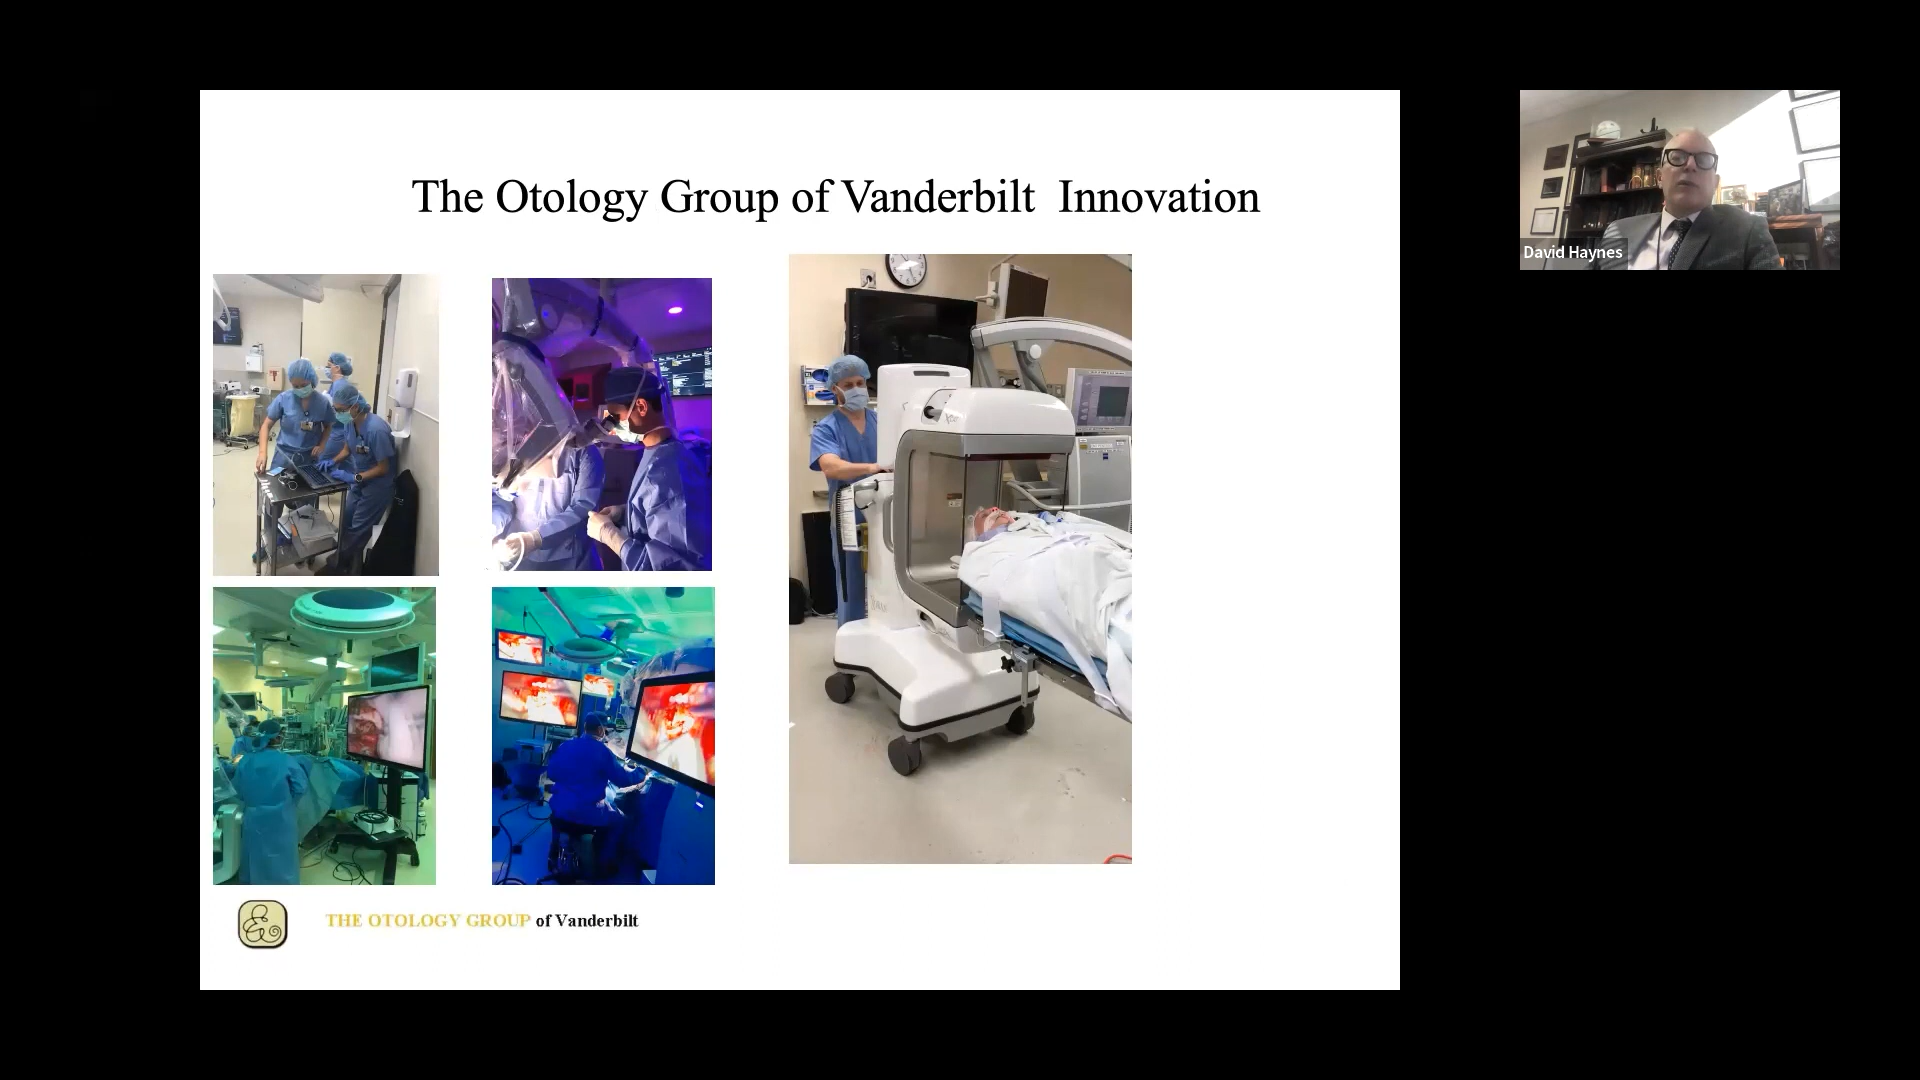 The Otology Group of Vanderbilt  Innovation
David Haynes
THE OTOLOGY GROUP of Vanderbilt